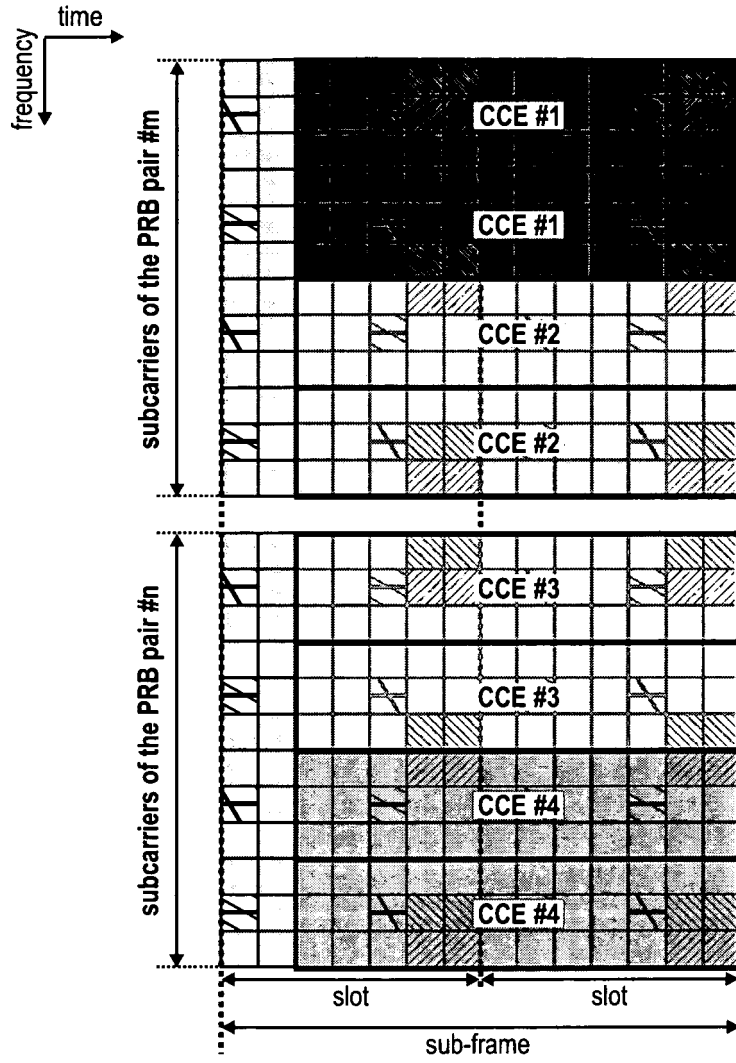 time
frequency
subcarriers of the PRB pair #m
CCE #1
CCE #1
CCE #2
CCE #2
subcarriers of the PRB pair #n
CCE #3
CCE #3
CCE #4
CCE #4
slot
slot
sub-frame